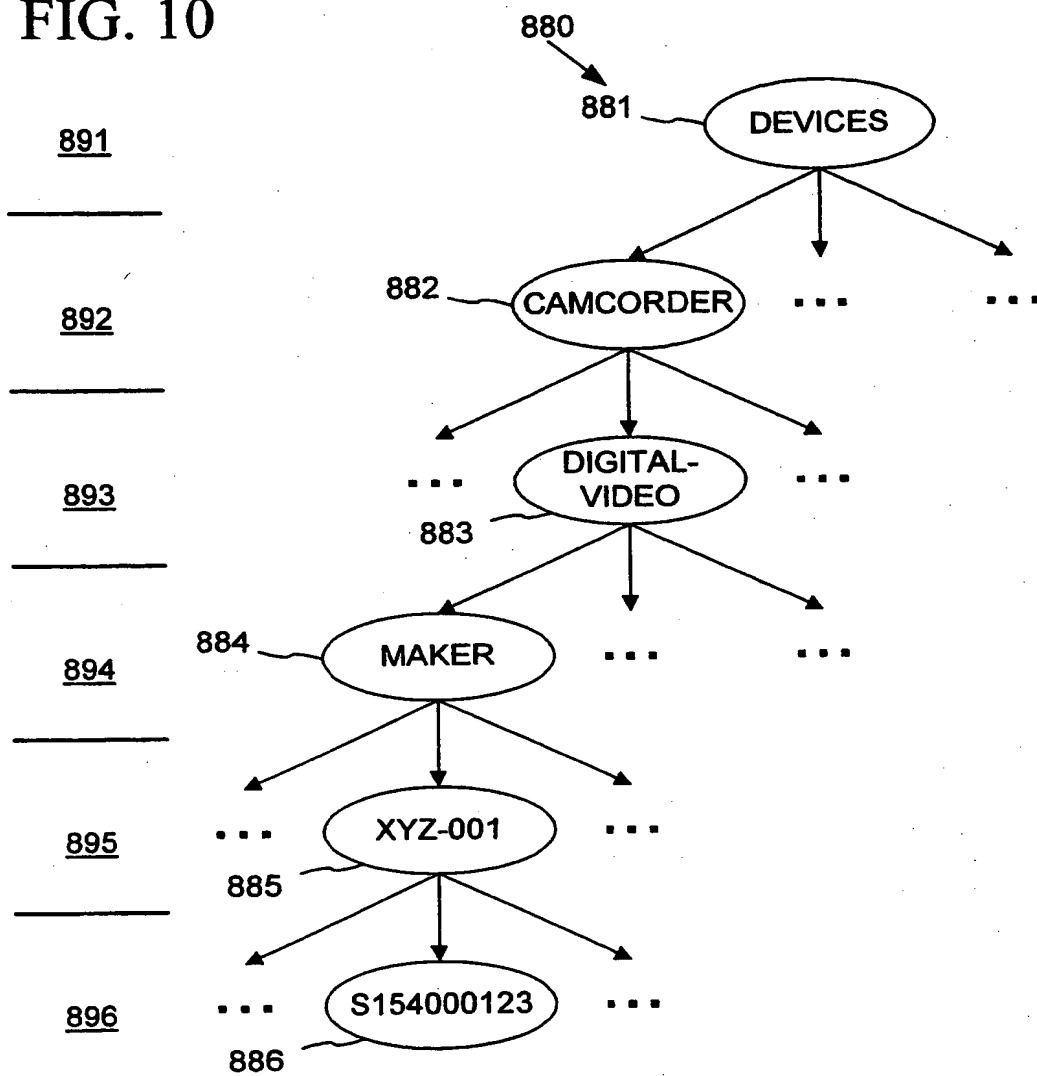 FIG. 10
880
881
DEVICES
891
882
CAMCORDER
... ...
892
... DIGITAL-
VIDEO
...
893
883
884
MAKER
... ...
894
... XYZ-001 ...
895
885
... S154000123 ...
896
886